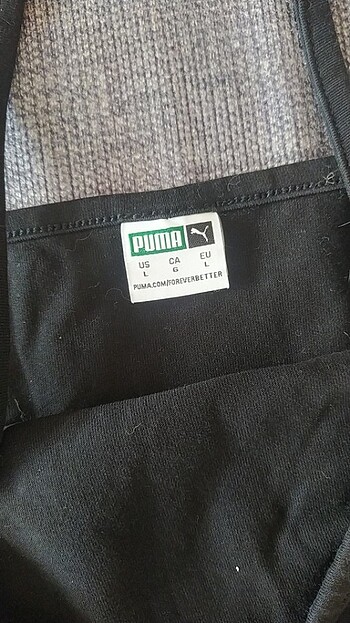 PUMA
US CA EU
L G L
PUMA.COM/FOREVERBETTER